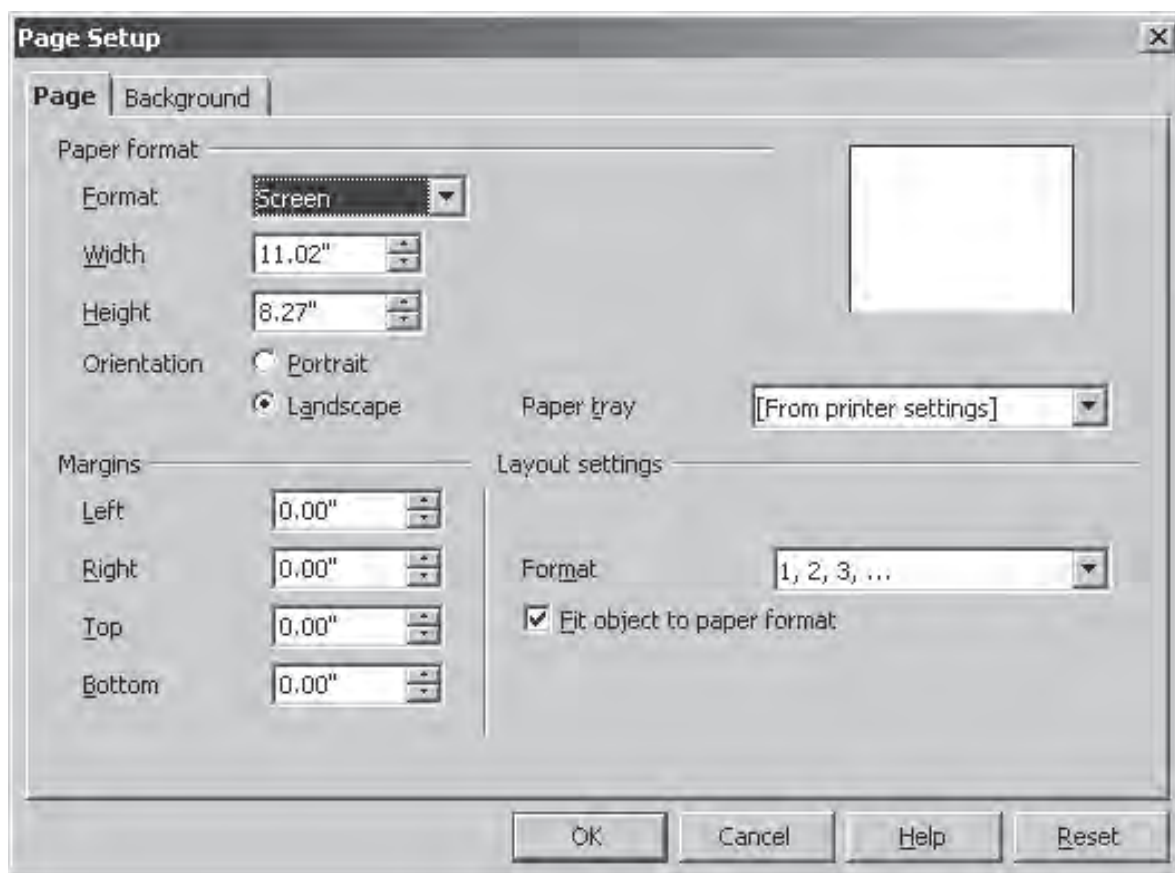 Page Setup
Page Background
Paper format
Format Screen
Width 11.02"
Height 8.27"
Orientation Portrait
Landscape Paper tray [From printer settings]
Margins Layout settings
Left 0.00"
Right 0.00" Format 1, 2, 3, ...
Top 0.00" Fit object to paper format
Bottom 0.00"
OK Cancel Help Reset